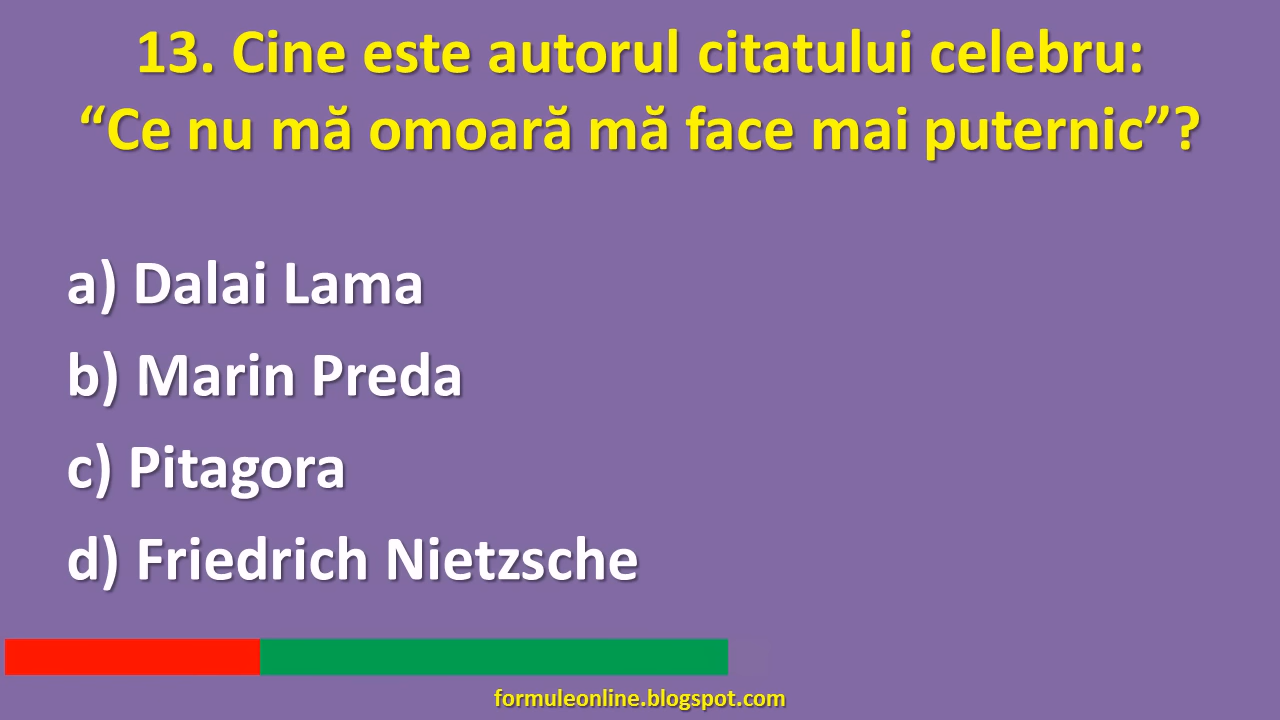 13. Cine este autorul citatului celebru:
“Ce nu mă omoară mă face mai puternic”?
a) Dalai Lama
b) Marin Preda
c) Pitagora
d) Friedrich Nietzsche
formuleonline.blogspot.com